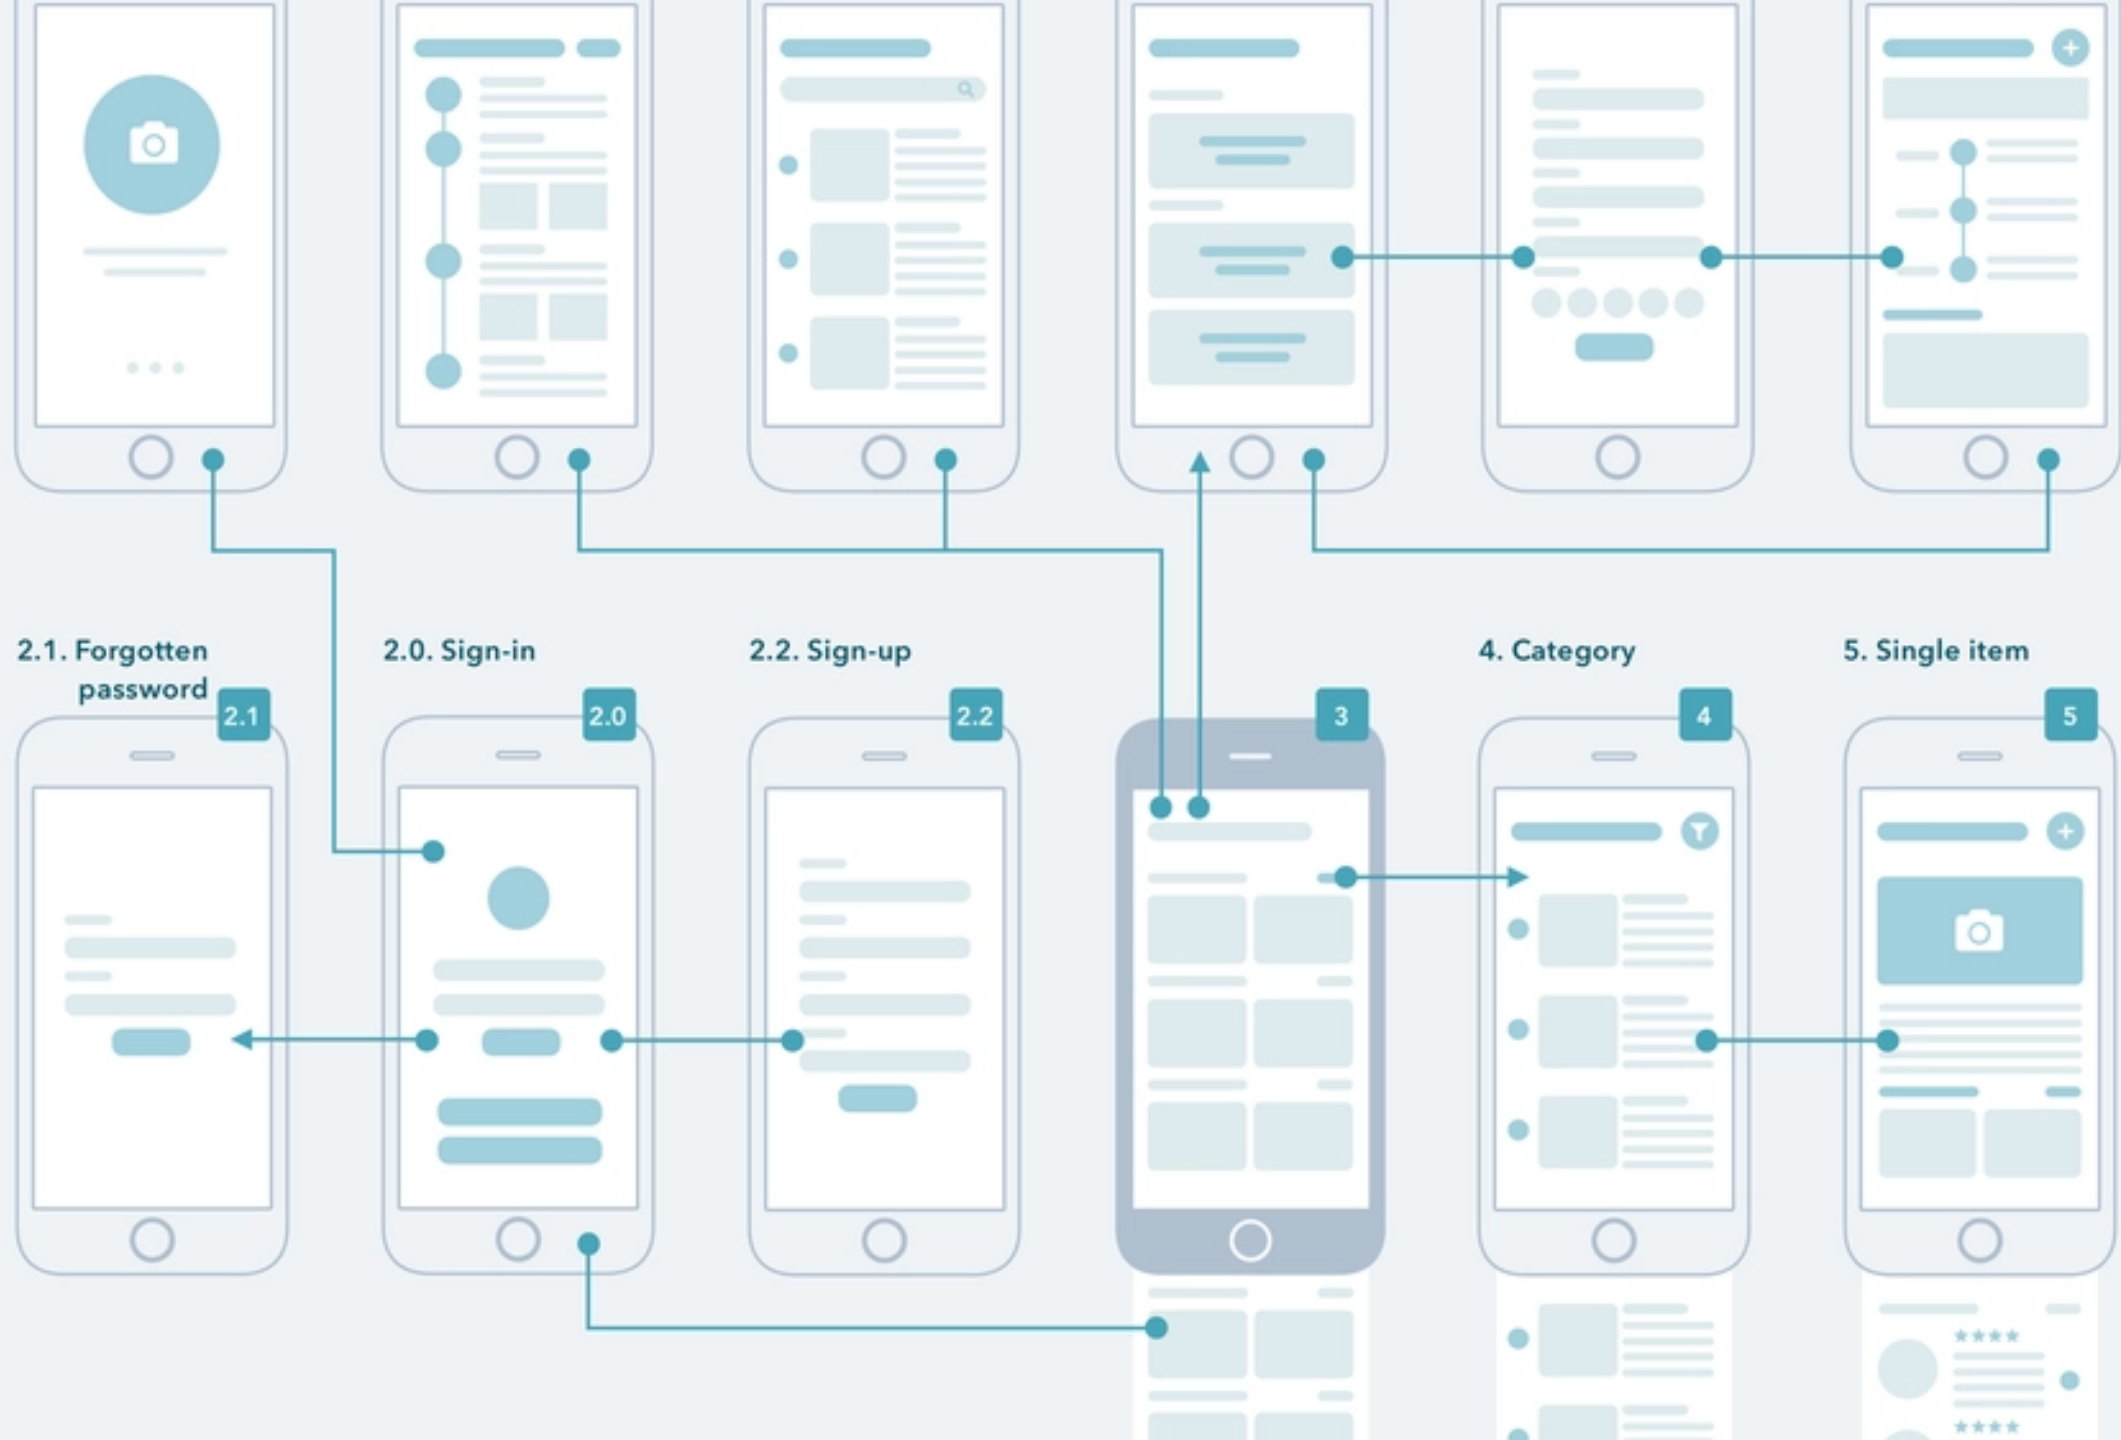 2.1. Forgotten
password
2.0. Sign-in
2.2. Sign-up
4. Category
5. Single item
2.1
2.0
2.2
3
4
5